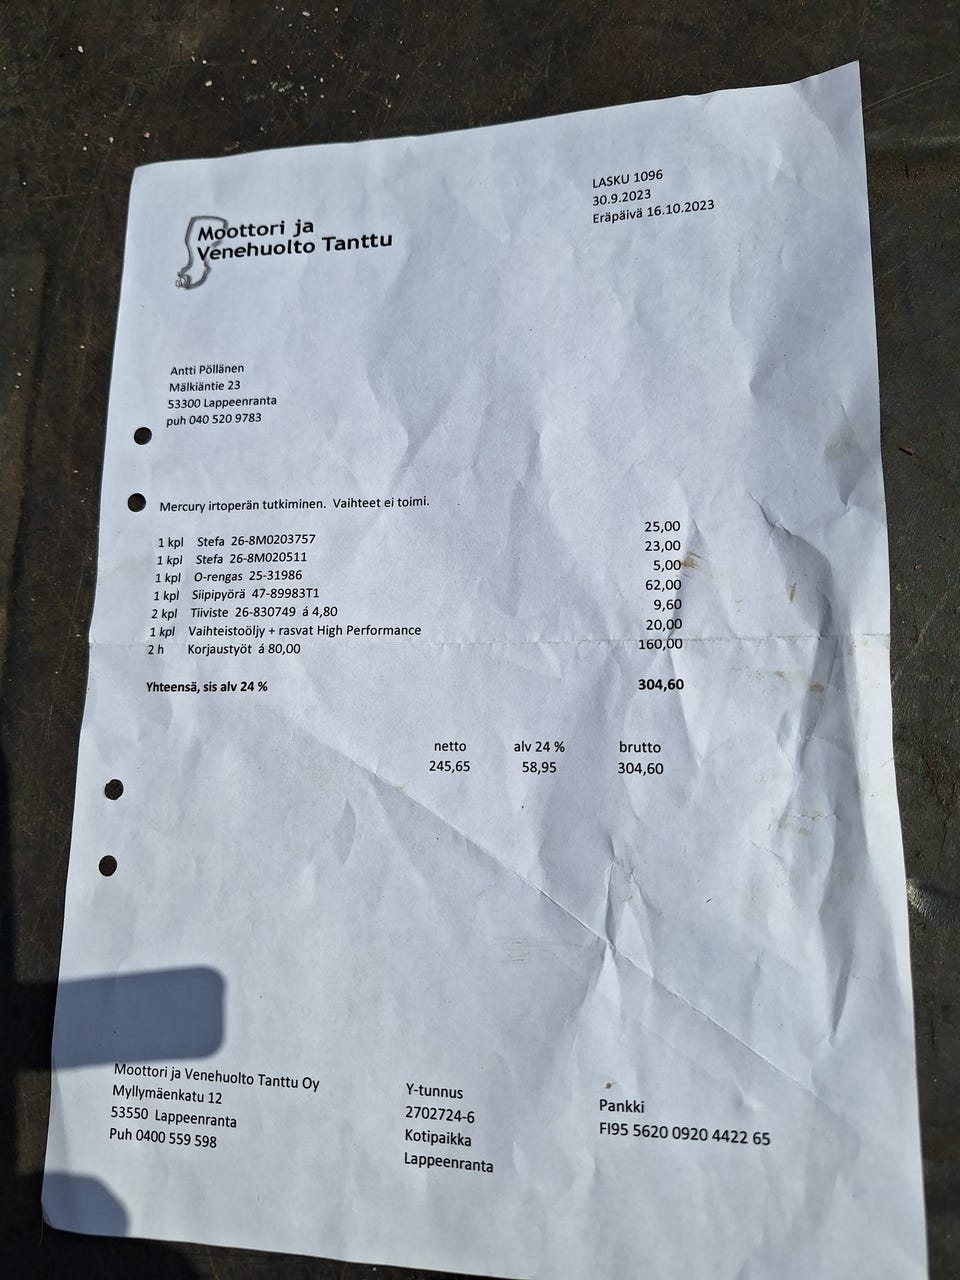 Moottori ja
Venehuolto Tanttu
LASKU 1096
30.9.2023
Eräpäivä 16.10.2023
Antti Pöllänen
Mälkiäntie 23
53300 Lappeenranta
puh 040 520 9783
Mercury irtoperän tutkiminen. Vaihteet ei toimi.
1 kpl Stefa 26-8M0203757 25,00
1 kpl Stefa 26-8M020511 23,00
1 kpl O-rengas 25-31986 5,00
1 kpl Siipipyörä 47-89983T1 62,00
2 kpl Tiiviste 26-830749 á 4,80 9,60
1 kpl Vaihteistoöljy + rasvat High Performance 20,00
2 h Korjaustyöt á 80,00 160,00
Yhteensä, sis alv 24 % 304,60
netto alv 24 % brutto
245,65 58,95 304,60
Moottori ja Venehuolto Tanttu Oy
Myllymäenkatu 12
53550 Lappeenranta
Puh 0400 559 598
Y-tunnus
2702724-6
Kotipaikka
Lappeenranta
Pankki
FI95 5620 0920 4422 65